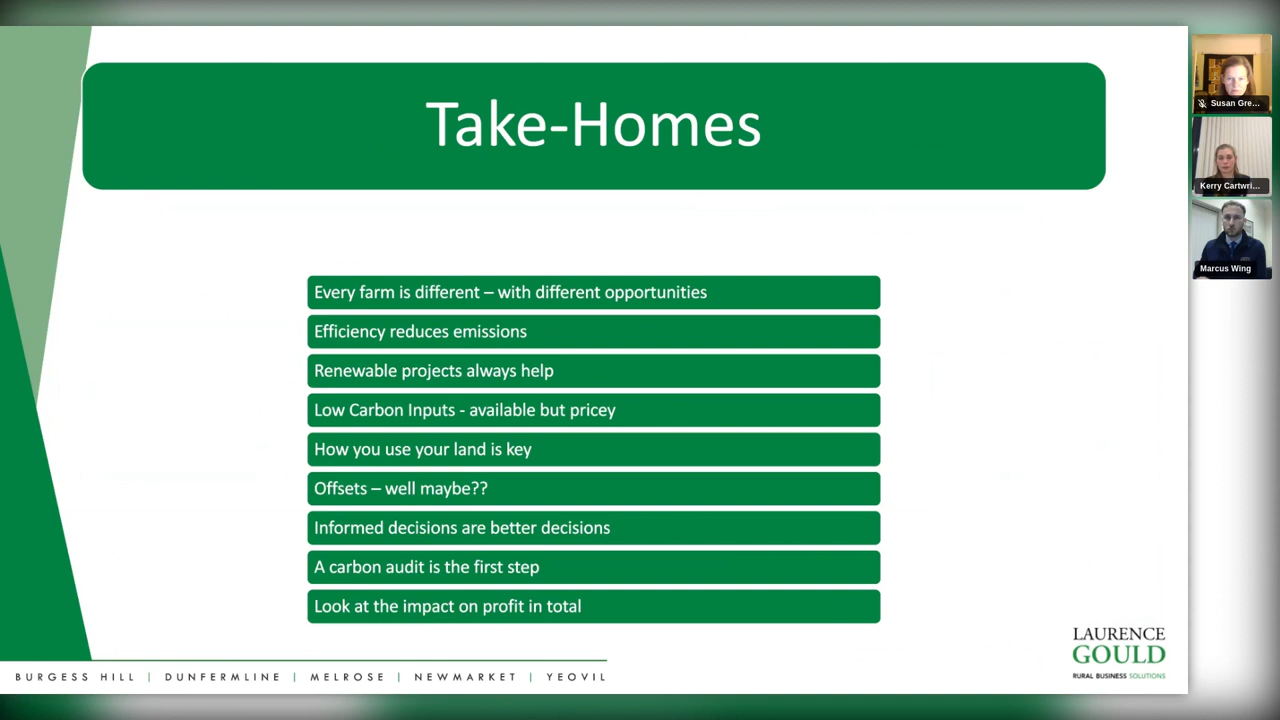 Take-Homes
Every farm is different – with different opportunities
Efficiency reduces emissions
Renewable projects always help
Low Carbon Inputs - available but pricey
How you use your land is key
Offsets – well maybe??
Informed decisions are better decisions
A carbon audit is the first step
Look at the impact on profit in total
BURGESS HILL | DUNFERMLINE | MELROSE | NEWMARKET | YEOVIL
LAURENCE
GOULD
RURAL BUSINESS SOLUTIONS
Susan Gre...
Kerry Cartwri...
Marcus Wing